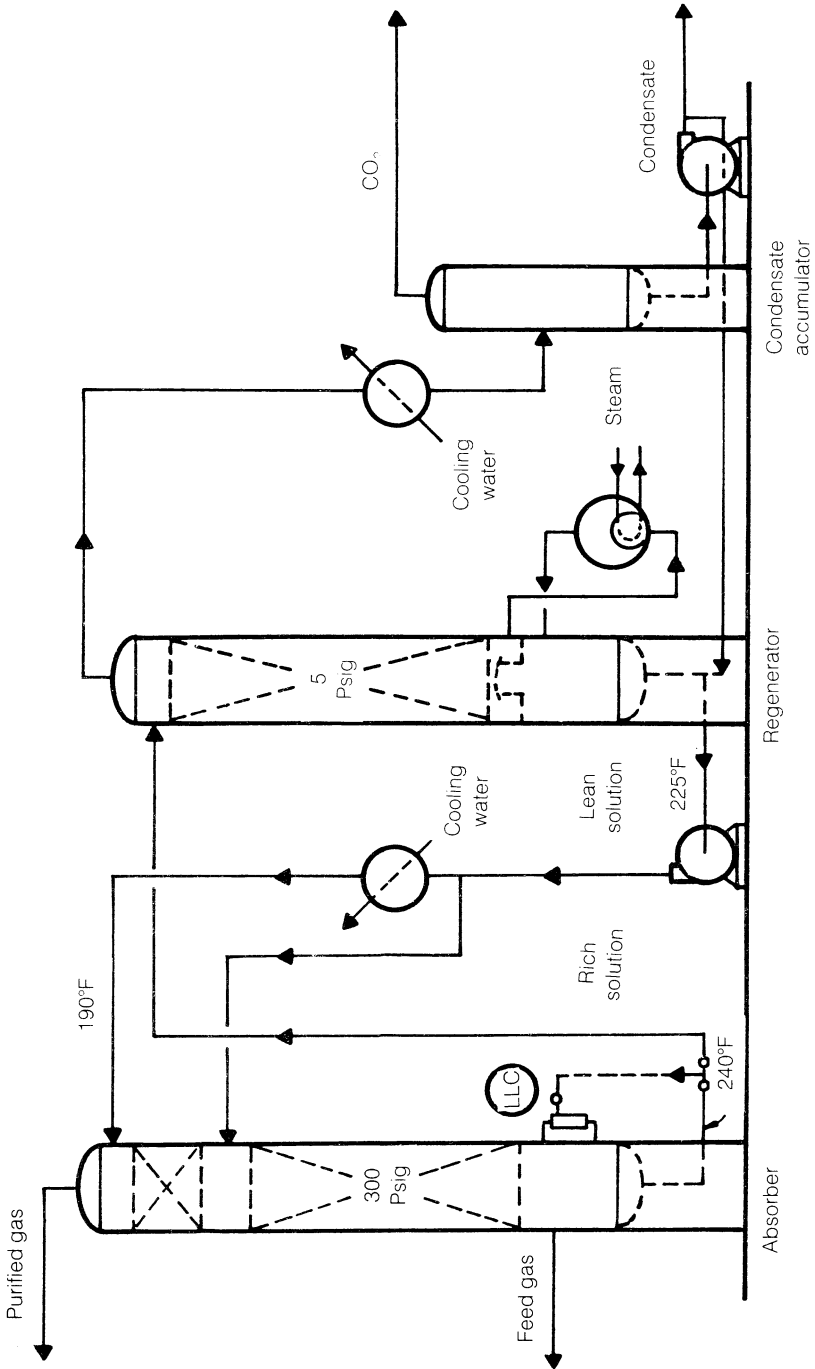 Purified gas
190°F
CO₂
Cooling
water
Cooling
water
5
Psig
300
Psig
LLC
Feed gas
Rich
solution
Lean
solution
Steam
Condensate
240°F
225°F
Absorber
Regenerator
Condensate
accumulator